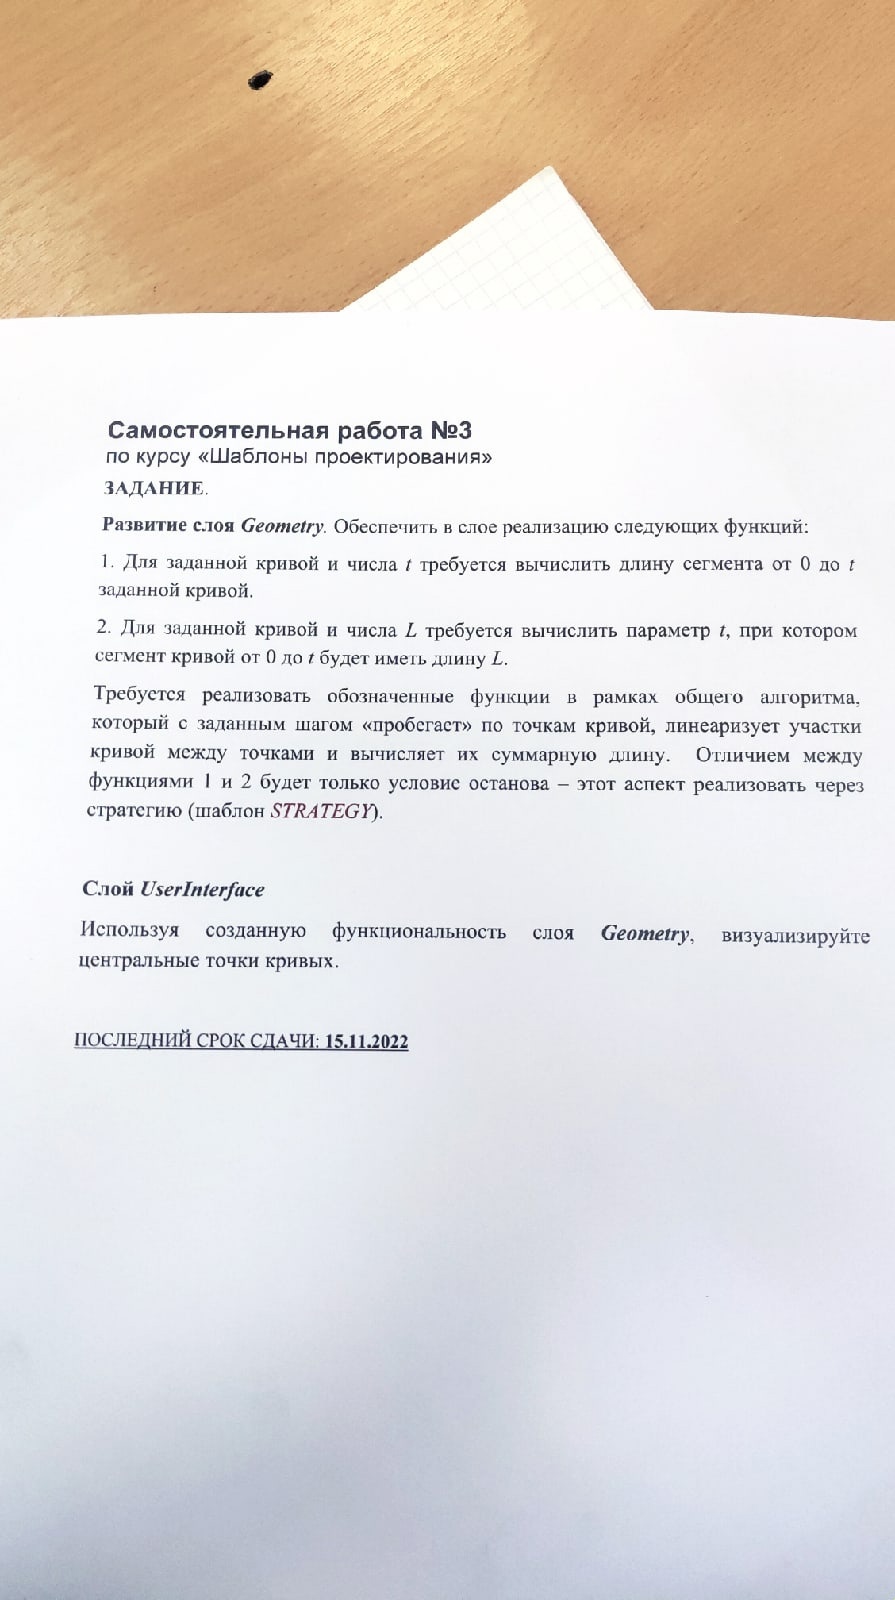 Самостоятельная работа №3
по курсу «Шаблоны проектирования»
ЗАДАНИЕ.
Развитие слоя Geometry. Обеспечить в слое реализацию следующих функций:
1. Для заданной кривой и числа t требуется вычислить длину сегмента от 0 до t
заданной кривой.
2. Для заданной кривой и числа L требуется вычислить параметр t, при котором
сегмент кривой от 0 до t будет иметь длину L.
Требуется реализовать обозначенные функции в рамках общего алгоритма,
который с заданным шагом «пробегает» по точкам кривой, линеаризует участки
кривой между точками и вычисляет их суммарную длину. Отличием между
функциями 1 и 2 будет только условие останова – этот аспект реализовать через
стратегию (шаблон STRATEGY).
Слой UserInterface
Используя созданную функциональность слоя Geometry, визуализируйте
центральные точки кривых.
ПОСЛЕДНИЙ СРОК СДАЧИ: 15.11.2022